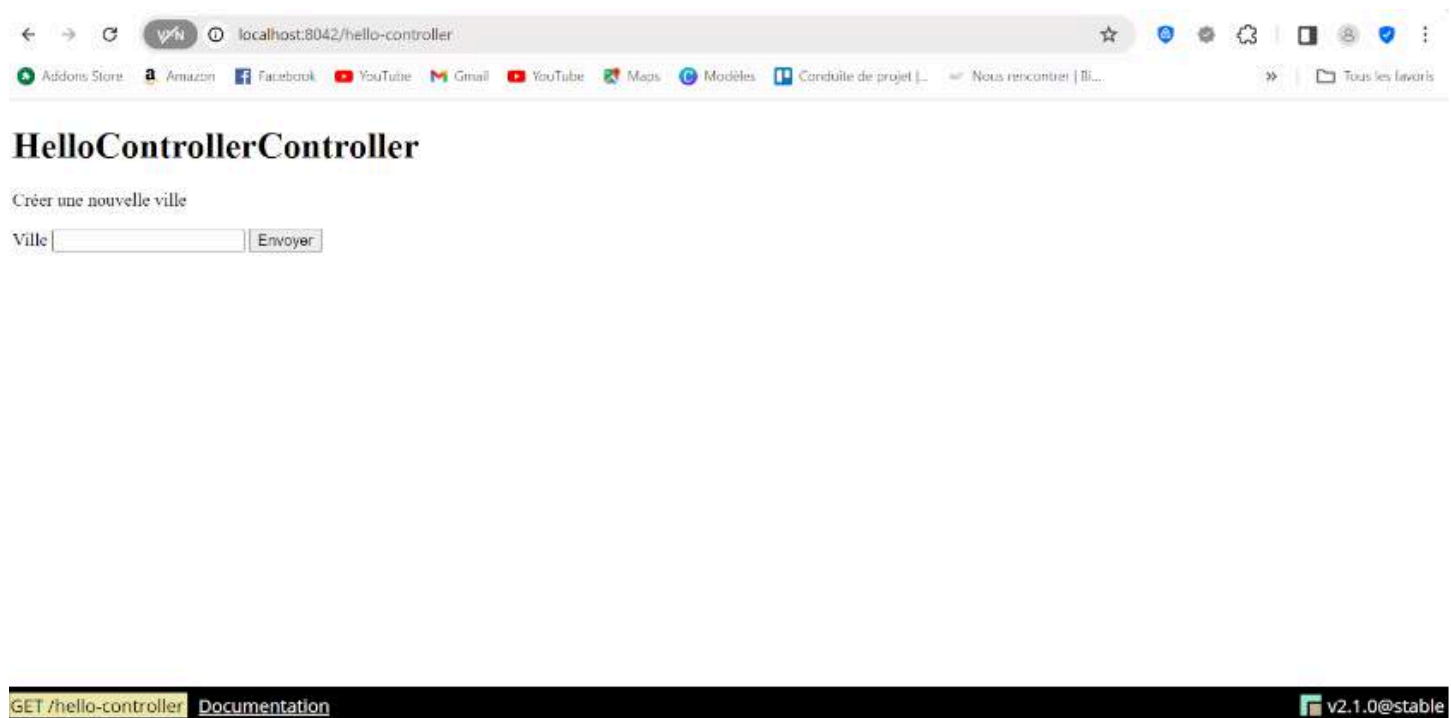 VPN localhost:8042/hello-controller
Addons Store Amazon Facebook YouTube Gmail YouTube Maps Modèles Conduite de projet |... Nous rencontrer | Bi... » Tous les favoris
HelloControllerController
Créer une nouvelle ville
Ville Envoyer
GET /hello-controller Documentation v2.1.0@stable